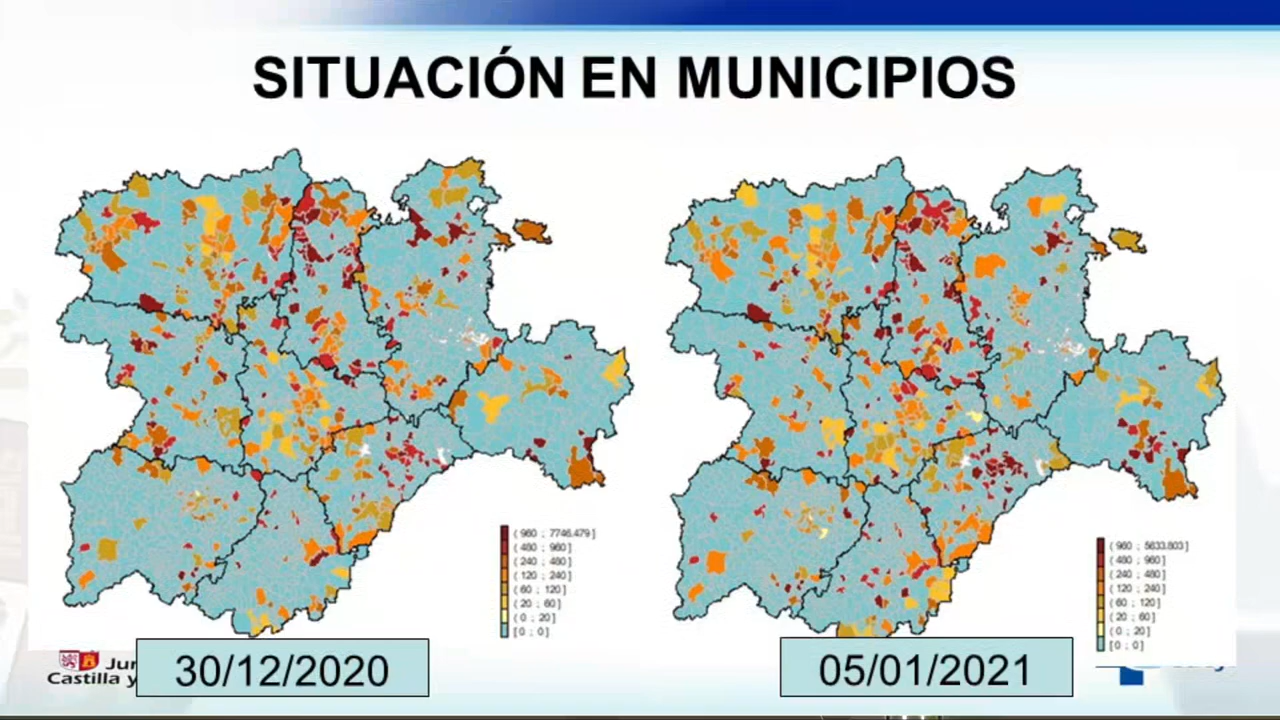 SITUACIÓN EN MUNICIPIOS
( 960 ; 7746.479 ]
( 480 ; 960 ]
( 240 ; 480 ]
( 120 ; 240 ]
( 60 ; 120 ]
( 20 ; 60 ]
( 0 ; 20 ]
[ 0 ; 0 ]
( 960 ; 5633.803 ]
( 480 ; 960 ]
( 240 ; 480 ]
( 120 ; 240 ]
( 60 ; 120 ]
( 20 ; 60 ]
( 0 ; 20 ]
[ 0 ; 0 ]
Jun
Castilla y
30/12/2020
05/01/2021